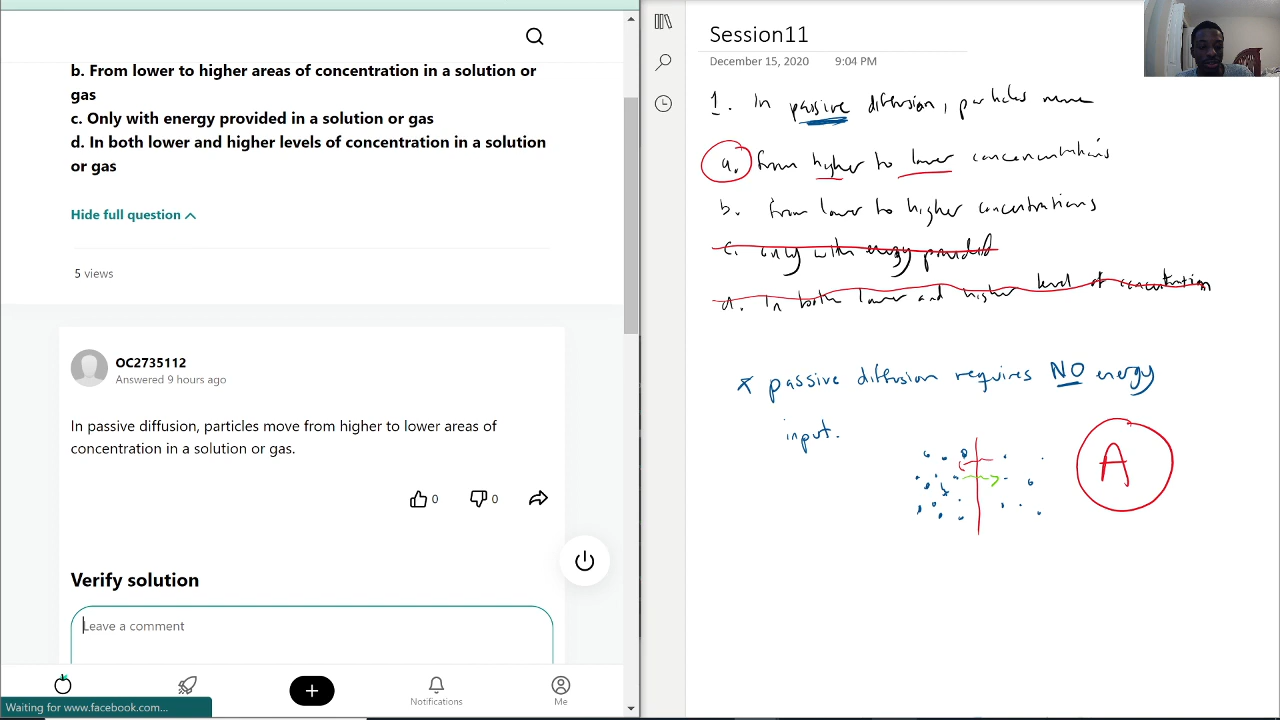 b. From lower to higher areas of concentration in a solution or
gas
c. Only with energy provided in a solution or gas
d. In both lower and higher levels of concentration in a solution
or gas
Hide full question
5 views
OC2735112
Answered 9 hours ago
In passive diffusion, particles move from higher to lower areas of
concentration in a solution or gas.
0
0
Verify solution
Leave a comment
Notifications
Me
Waiting for www.facebook.com...
Session11
December 15, 2020 9:04 PM
1. In passive diffusion, particles move
a. from higher to lower concentrations
b. from lower to higher concentrations
c. only with energy provided
d. In both lower and higher level of concentration
* passive diffusion requires NO energy
input.
A